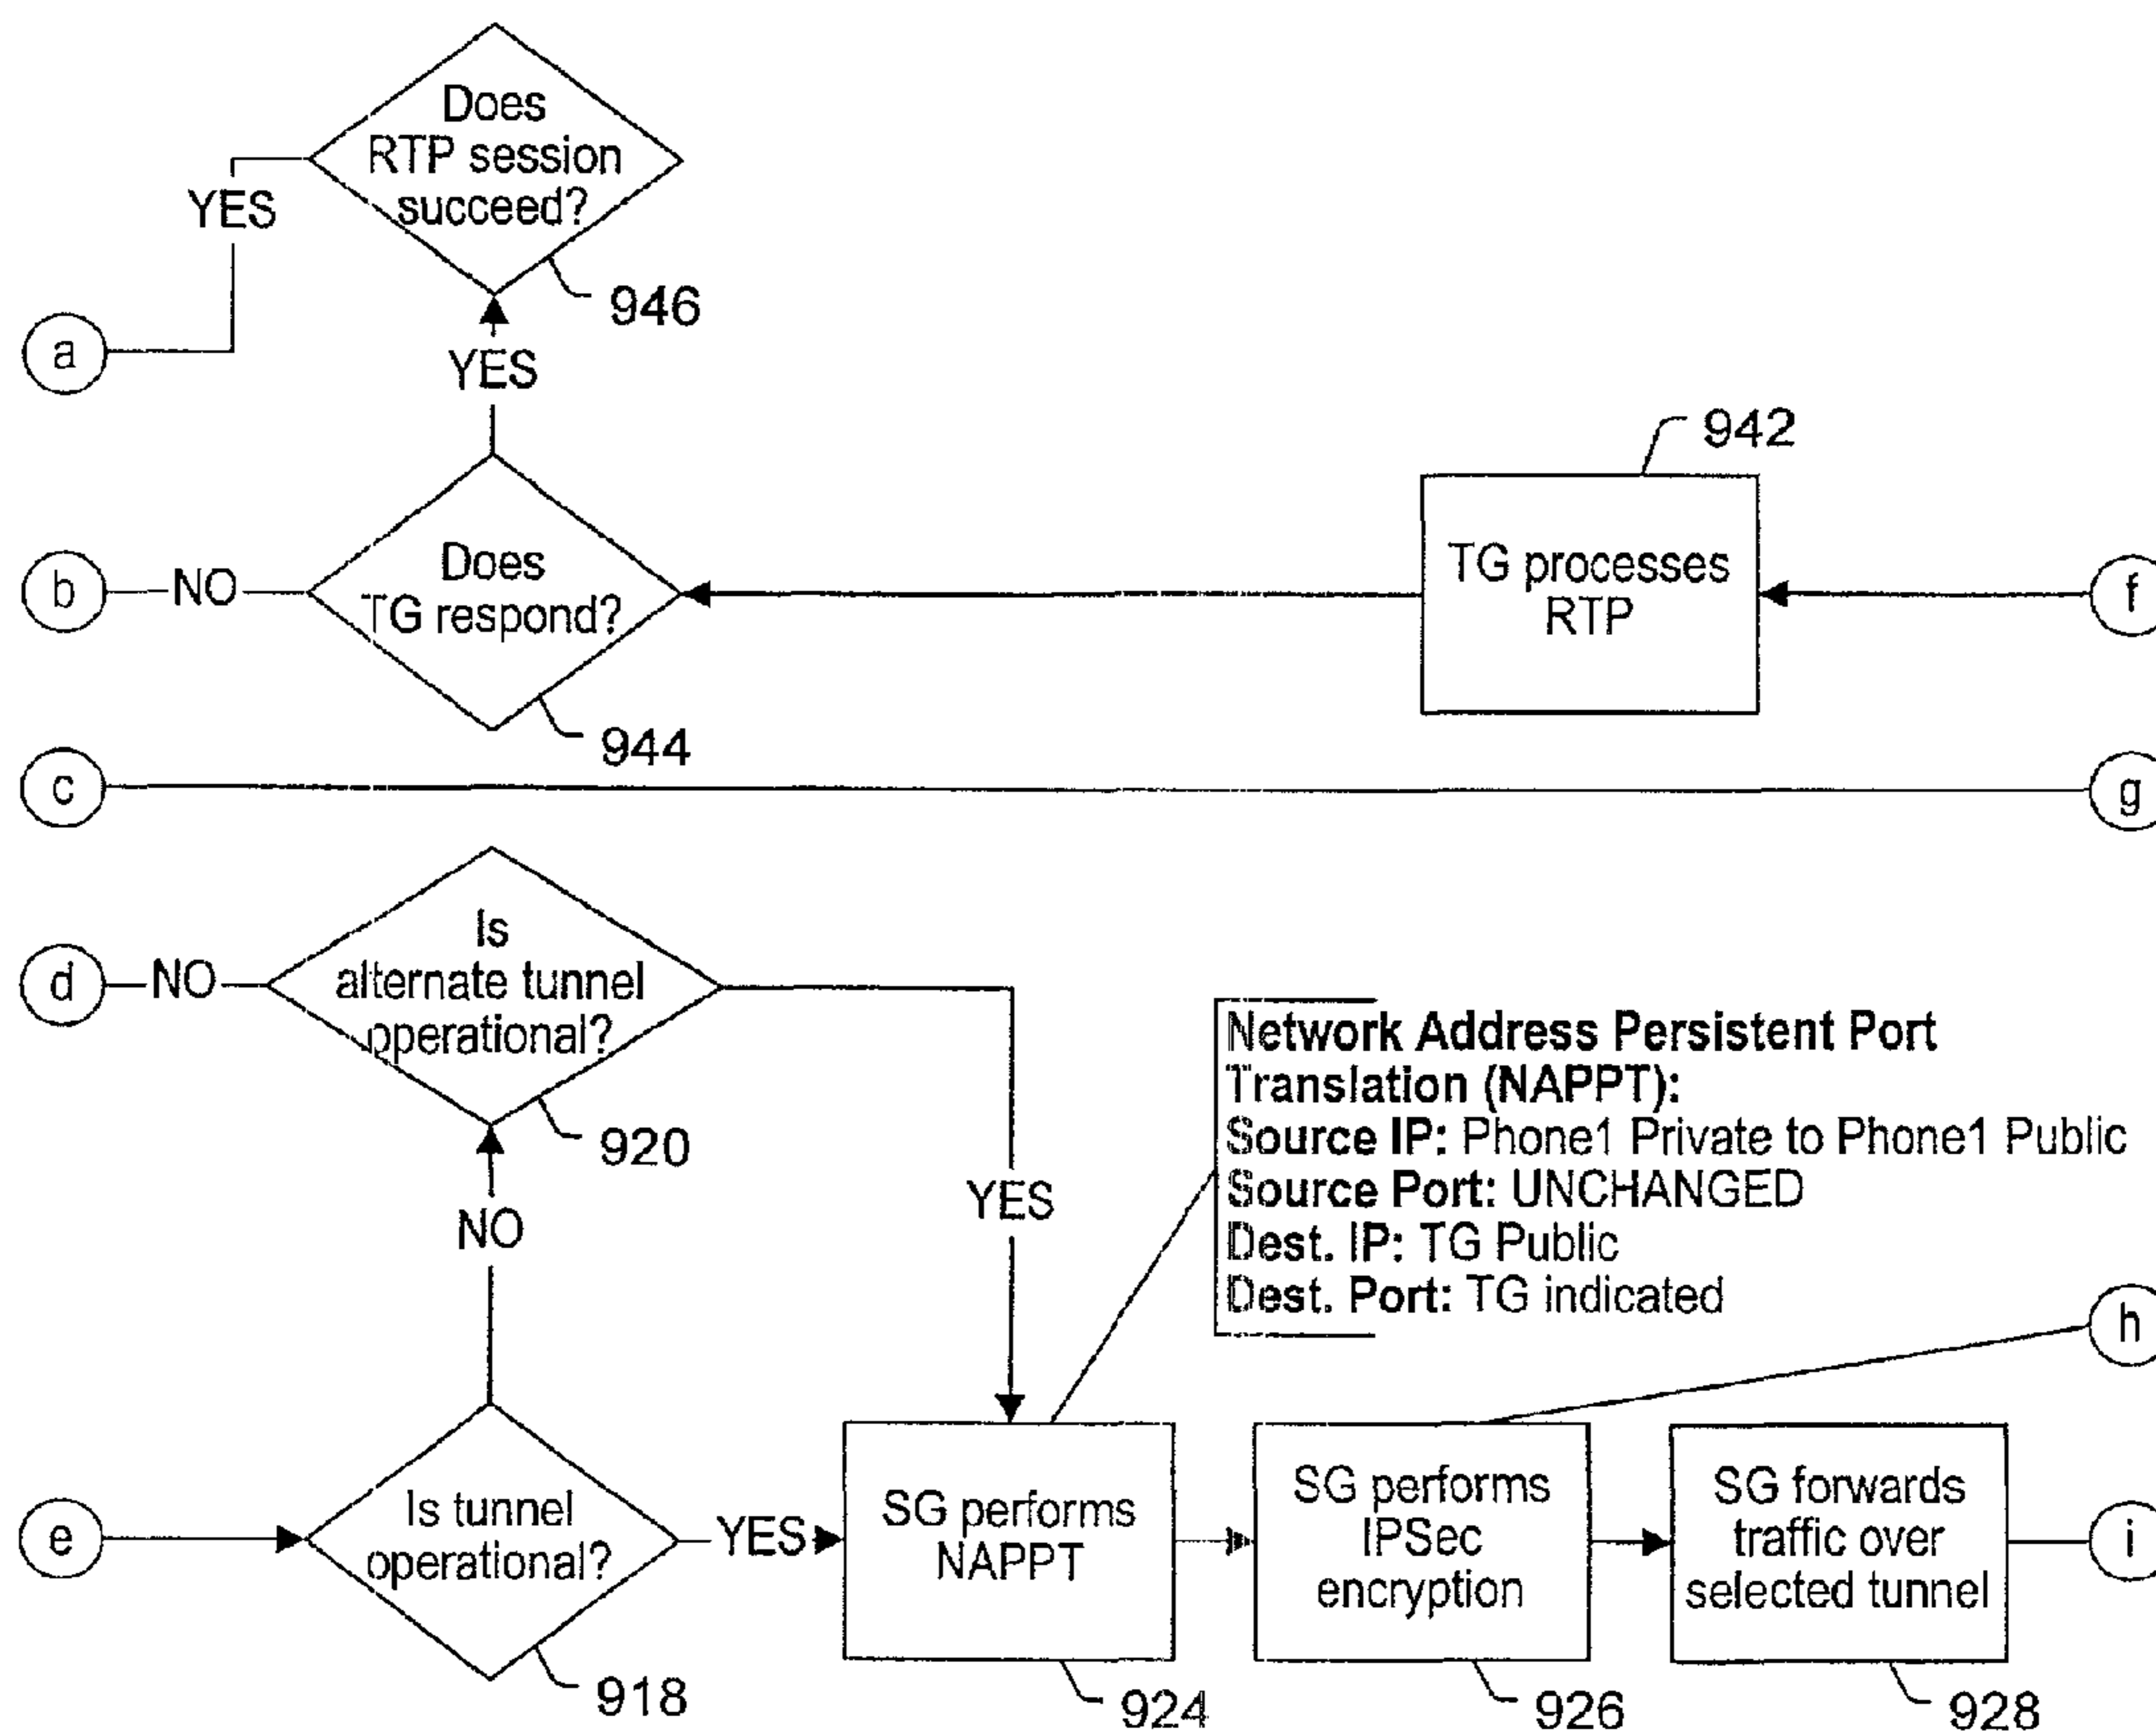 Does
RTP session
succeed?
946
YES
a
YES
942
TG processes
RTP
f
b
NO
Does
TG respond?
944
c
g
Is
alternate tunnel
operational?
d
NO
920
YES
NO
Network Address Persistent Port
Translation (NAPPT):
Source IP: Phone1 Private to Phone1 Public
Source Port: UNCHANGED
Dest. IP: TG Public
Dest. Port: TG indicated
h
e
Is tunnel
operational?
918
YES
SG performs
NAPPT
924
SG performs
IPSec
encryption
926
SG forwards
traffic over
selected tunnel
928
i